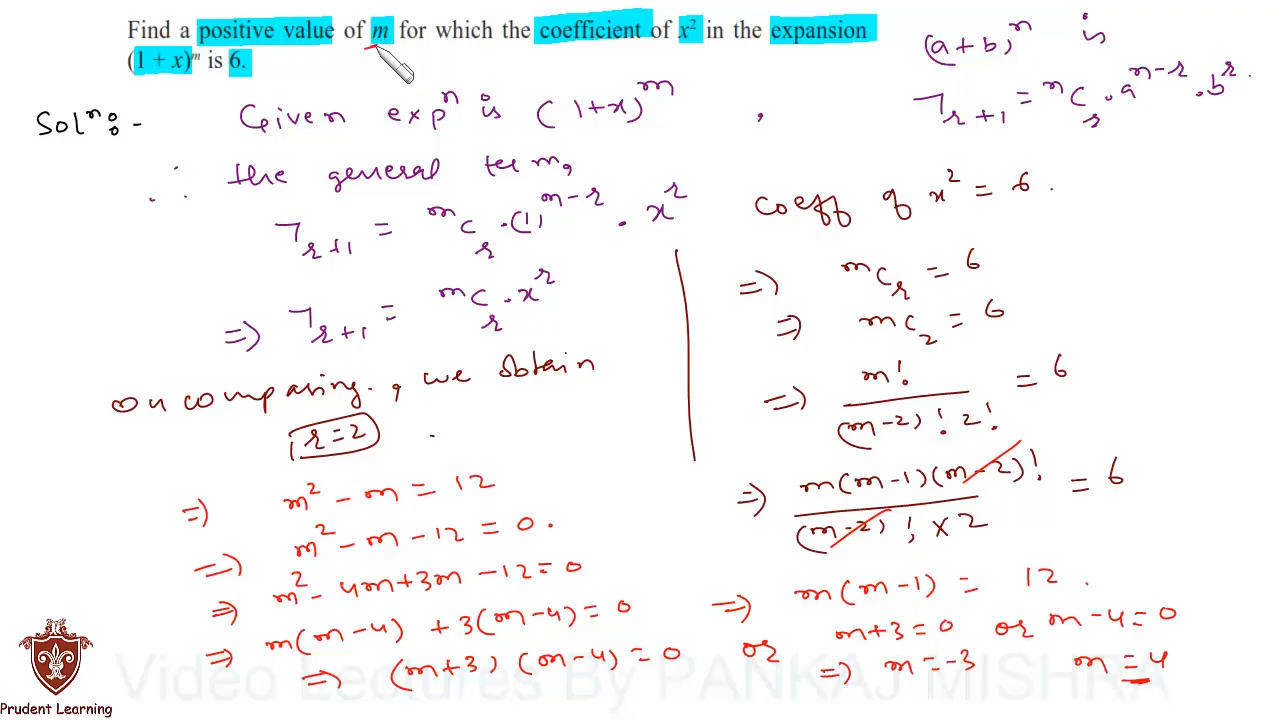 Find a positive value of m for which the coefficient of x² in the expansion
(1 + x)ᵐ is 6.
(a+b)ⁿ is
T_{r+1} = ⁿC_r . a^{n-r} . b^r.
Solⁿ:-
Given expⁿ is (1+x)ᵐ,
∴ the general term,
T_{r+1} = ᵐC_r . (1)^{m-r} . x^r
⇒ T_{r+1} = ᵐC_r . x^r
On comparing, we obtain
r=2
coeff of x² = 6.
⇒ ᵐC_r = 6
⇒ ᵐC₂ = 6
⇒ m! / (m-2)! 2! = 6
⇒ m(m-1)(m-2)! / (m-2)! × 2 = 6
⇒ m(m-1) = 12.
⇒ m² - m = 12
⇒ m² - m - 12 = 0.
⇒ m² - 4m + 3m - 12 = 0
⇒ m(m-4) + 3(m-4) = 0
⇒ (m+3) (m-4) = 0
or m+3 = 0 or m-4 = 0
⇒ m = -3 m = 4
Video Lectures By PANKAJ MISHRA
Prudent Learning